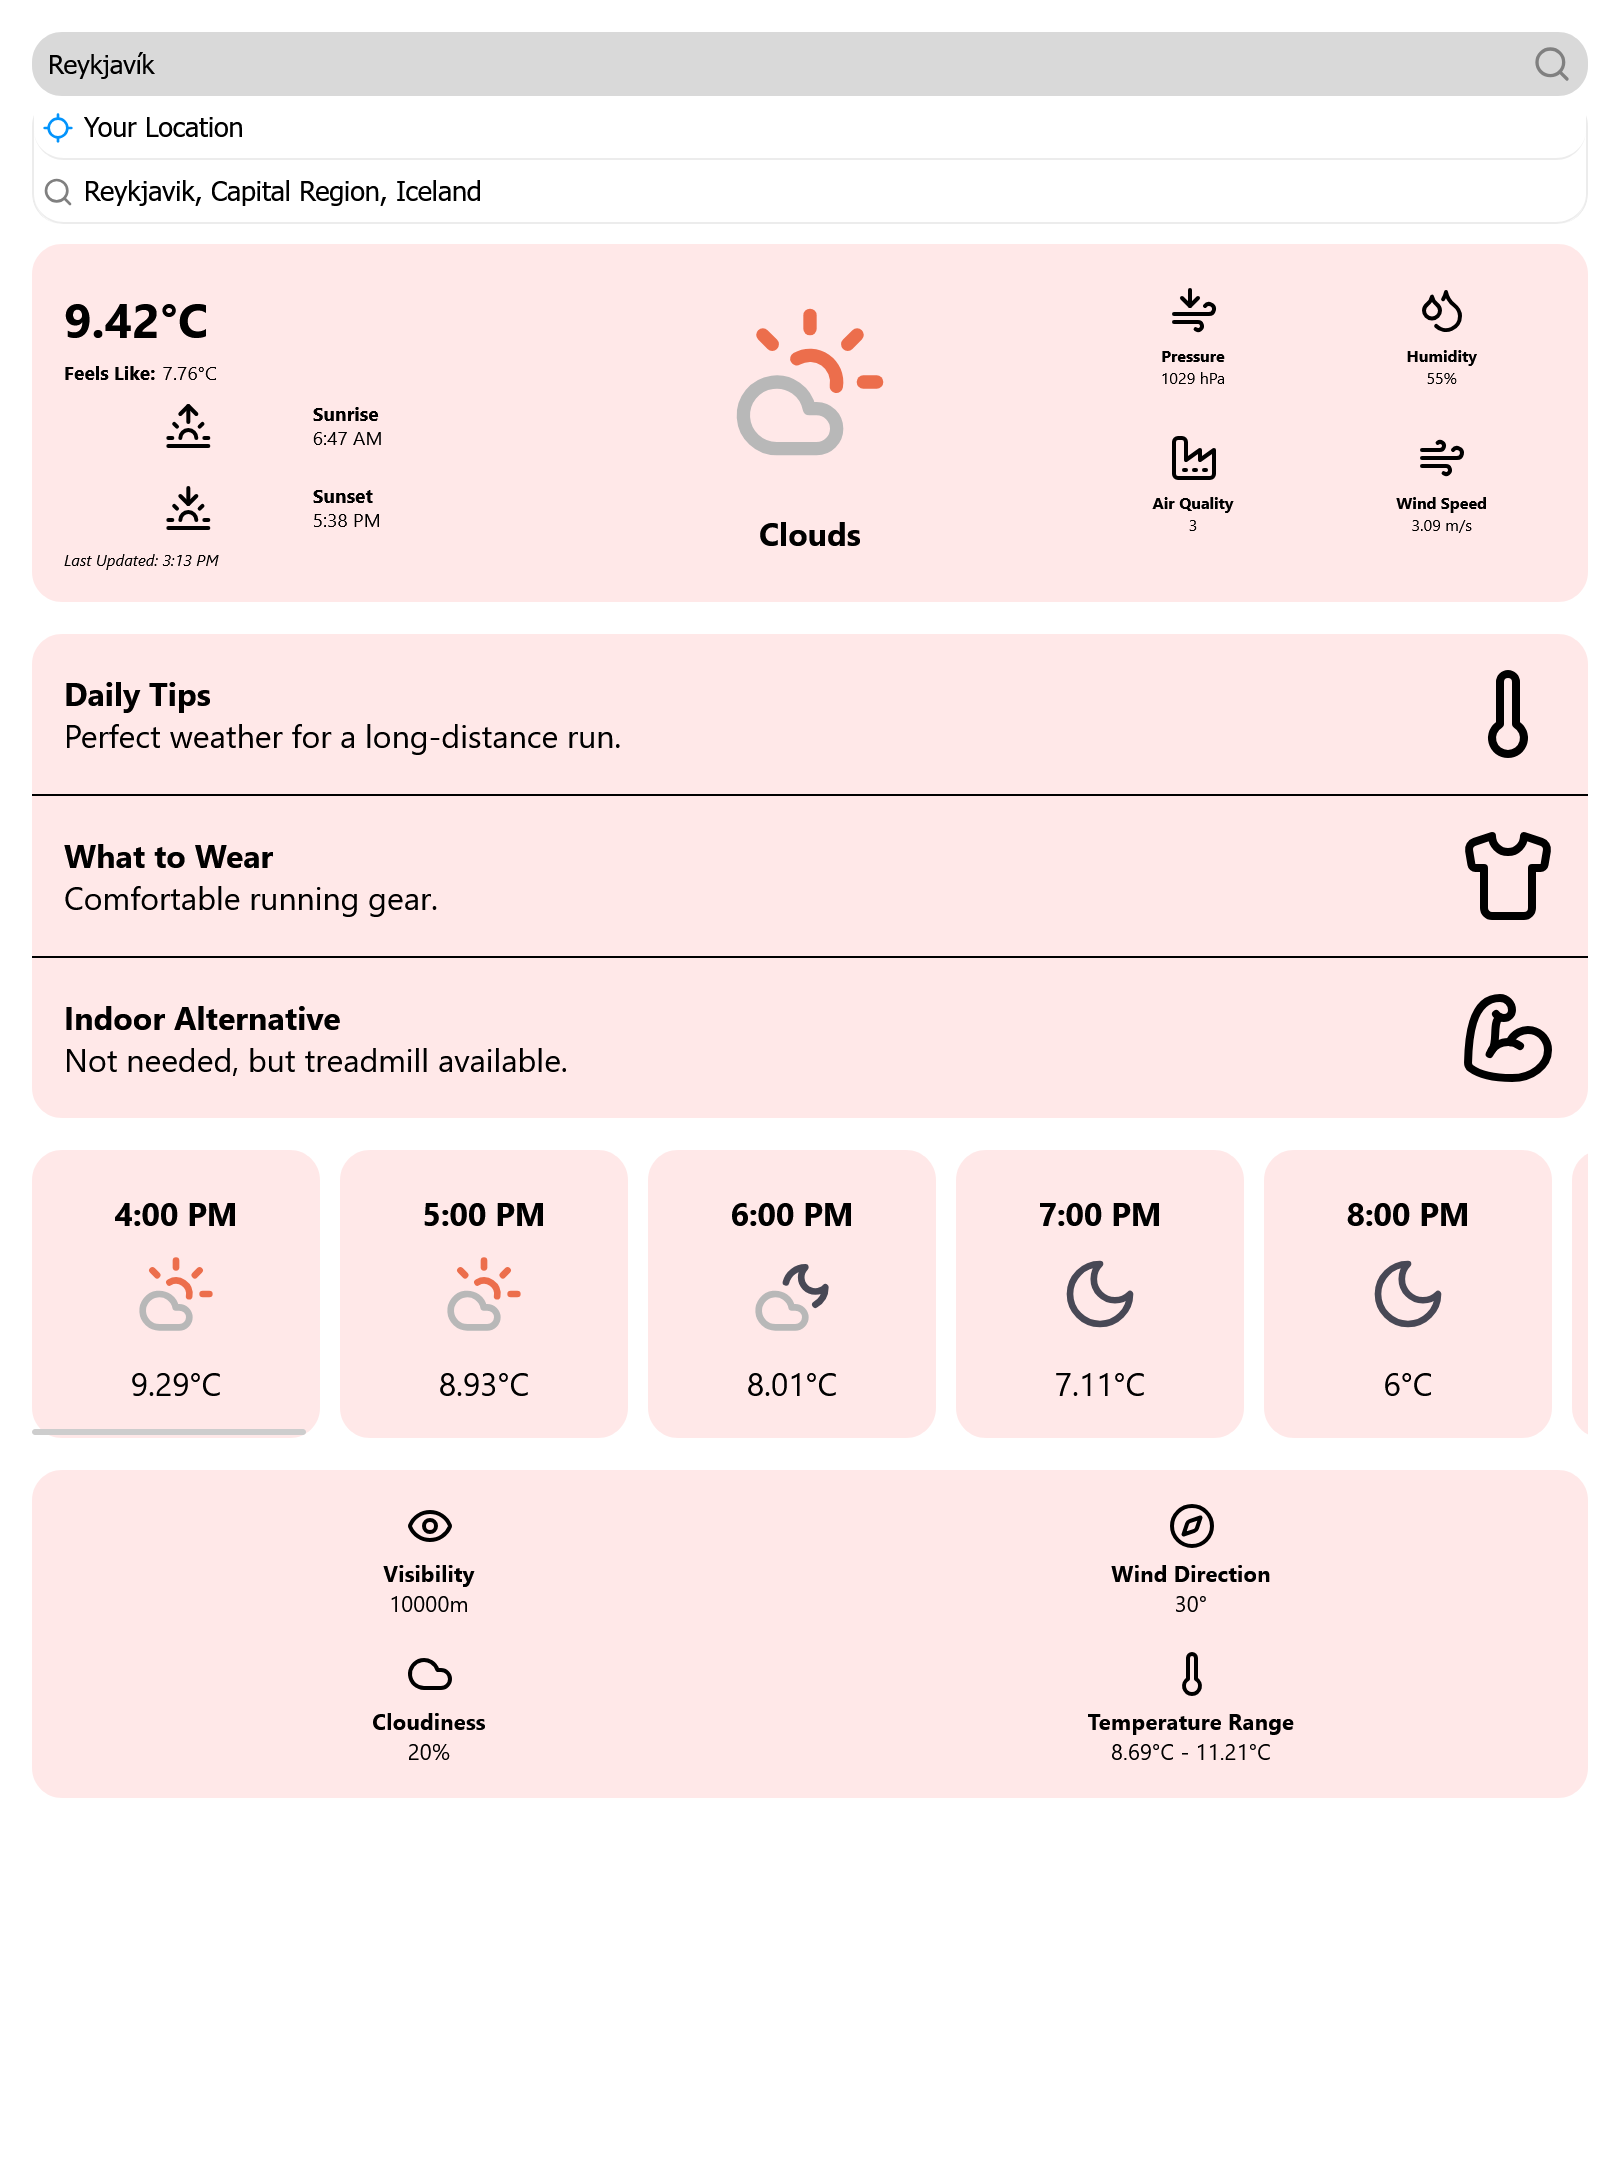 Reykjavík
Your Location
Reykjavik, Capital Region, Iceland
9.42°C
Feels Like: 7.76°C
Sunrise
6:47 AM
Sunset
5:38 PM
Last Updated: 3:13 PM
Clouds
Pressure
1029 hPa
Humidity
55%
Air Quality
3
Wind Speed
3.09 m/s
Daily Tips
Perfect weather for a long-distance run.
What to Wear
Comfortable running gear.
Indoor Alternative
Not needed, but treadmill available.
4:00 PM
9.29°C
5:00 PM
8.93°C
6:00 PM
8.01°C
7:00 PM
7.11°C
8:00 PM
6°C
Visibility
10000m
Wind Direction
30°
Cloudiness
20%
Temperature Range
8.69°C - 11.21°C